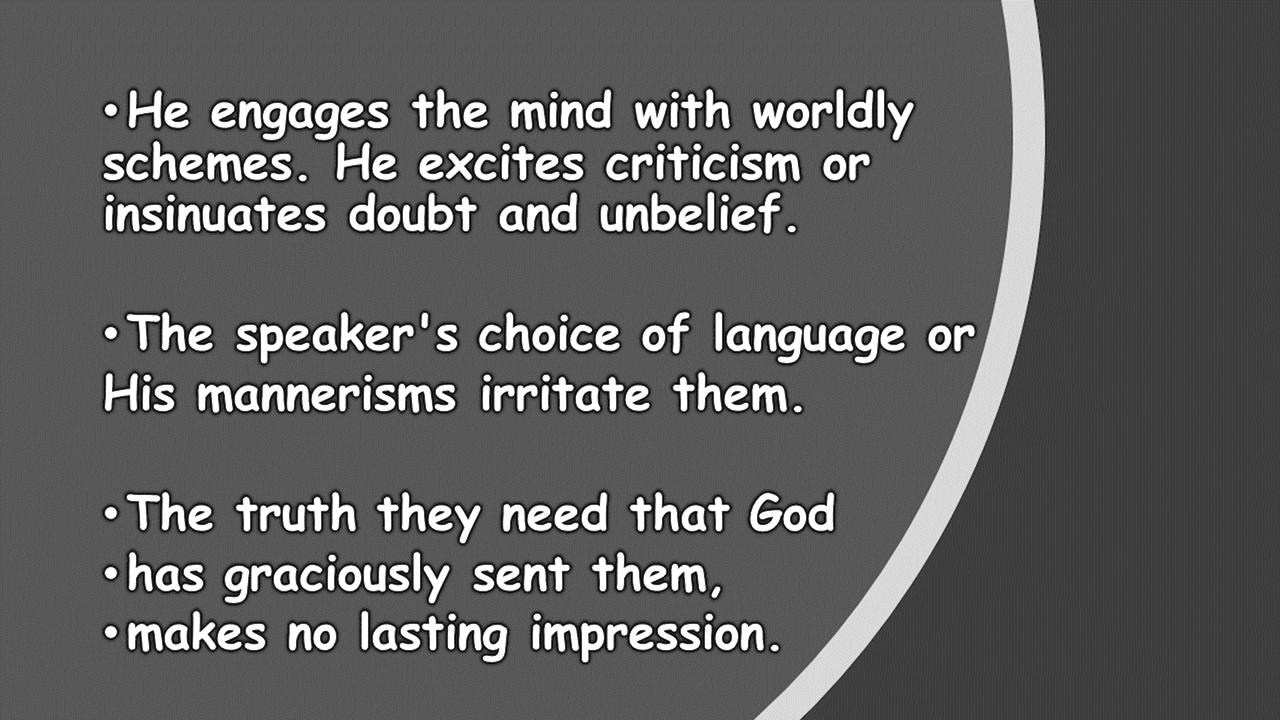 •He engages the mind with worldly
schemes. He excites criticism or
insinuates doubt and unbelief.
•The speaker's choice of language or
His mannerisms irritate them.
•The truth they need that God
•has graciously sent them,
•makes no lasting impression.